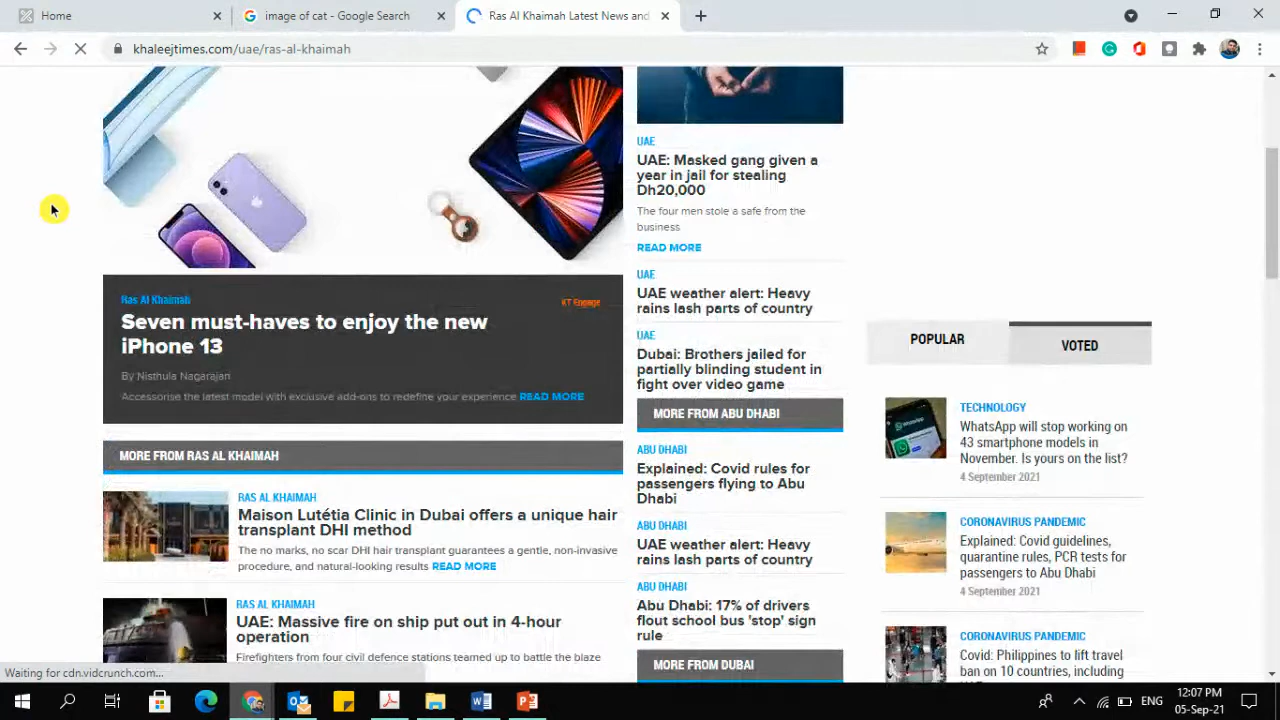 Home
image of cat - Google Search
Ras Al Khaimah Latest News and
khaleejtimes.com/uae/ras-al-khaimah
Ras Al Khaimah
KT Engage
Seven must-haves to enjoy the new
iPhone 13
By Nisthula Nagarajan
Accessorise the latest model with exclusive add-ons to redefine your experience READ MORE
MORE FROM RAS AL KHAIMAH
RAS AL KHAIMAH
Maison Lutétia Clinic in Dubai offers a unique hair
transplant DHI method
The no marks, no scar DHI hair transplant guarantees a gentle, non-invasive
procedure, and natural-looking results READ MORE
RAS AL KHAIMAH
UAE: Massive fire on ship put out in 4-hour
operation
Firefighters from four civil defence stations teamed up to battle the blaze
UAE
UAE: Masked gang given a
year in jail for stealing
Dh20,000
The four men stole a safe from the
business.
READ MORE
UAE
UAE weather alert: Heavy
rains lash parts of country
UAE
Dubai: Brothers jailed for
partially blinding student in
fight over video game
MORE FROM ABU DHABI
ABU DHABI
Explained: Covid rules for
passengers flying to Abu
Dhabi
ABU DHABI
UAE weather alert: Heavy
rains lash parts of country
ABU DHABI
Abu Dhabi: 17% of drivers
flout school bus 'stop' sign
rule
MORE FROM DUBAI
POPULAR
VOTED
TECHNOLOGY
WhatsApp will stop working on
43 smartphone models in
November. Is yours on the list?
4 September 2021
CORONAVIRUS PANDEMIC
Explained: Covid guidelines,
quarantine rules, PCR tests for
passengers to Abu Dhabi
4 September 2021
CORONAVIRUS PANDEMIC
Covid: Philippines to lift travel
ban on 10 countries, including
Waiting for cdn.vidcrunch.com...
ENG
12:07 PM
05-Sep-21